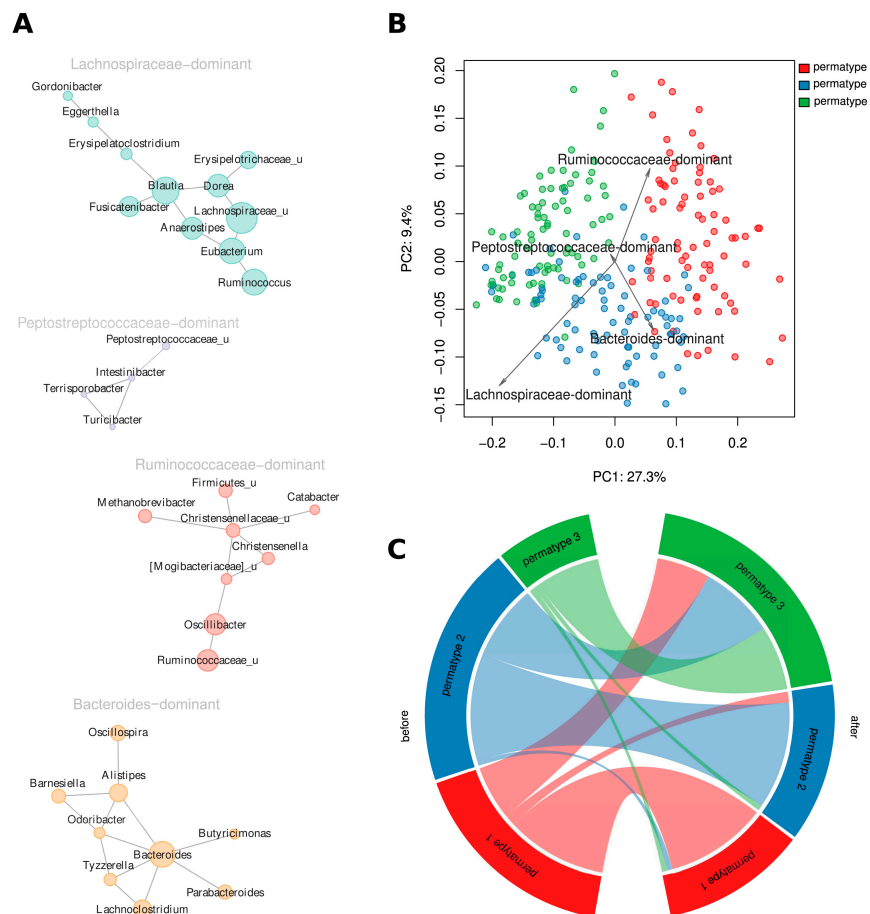 A
Lachnospiraceae−dominant
Gordonibacter
Eggerthella
Erysipelatoclostridium
Erysipelotrichaceae_u
Blautia
Dorea
Fusicatenibacter
Lachnospiraceae_u
Anaerostipes
Eubacterium
Ruminococcus
Peptostreptococcaceae−dominant
Peptostreptococcaceae_u
Intestinibacter
Terrisporobacter
Turicibacter
Ruminococcaceae−dominant
Firmicutes_u
Catabacter
Methanobrevibacter
Christensenellaceae_u
Christensenella
[Mogibacteriaceae]_u
Oscillibacter
Ruminococcaceae_u
Bacteroides−dominant
Oscillospira
Alistipes
Barnesiella
Odoribacter
Butyricimonas
Bacteroides
Tyzzerella
Parabacteroides
Lachnoclostridium
B
permatype
permatype
permatype
0.20
0.15
0.10
0.05
0.00
−0.05
−0.10
−0.15
PC2: 9.4%
Ruminococcaceae−dominant
Peptostreptococcaceae−dominant
Bacteroides−dominant
Lachnospiraceae−dominant
−0.2
−0.1
0.0
0.1
0.2
PC1: 27.3%
C
permatype 3
permatype 3
permatype 2
before
after
permatype 2
permatype 1
permatype 1